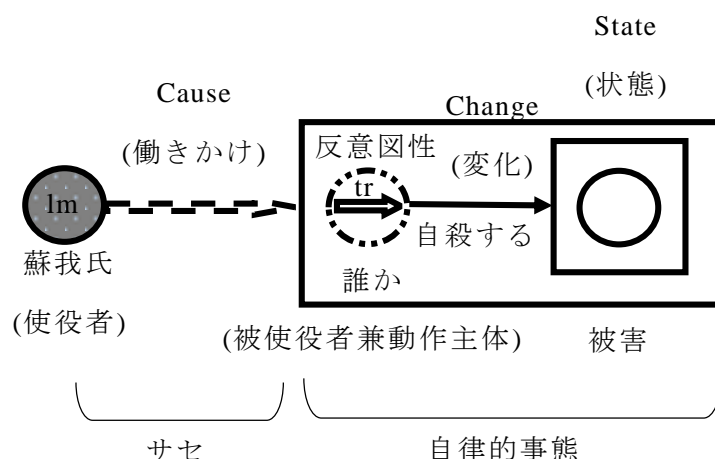 State
(状態)
Cause
(働きかけ)
Change
(変化)
反意図性
lm
tr
自殺する
蘇我氏
誰か
(使役者)
(被使役者兼動作主体)
被害
サセ
自律的事態